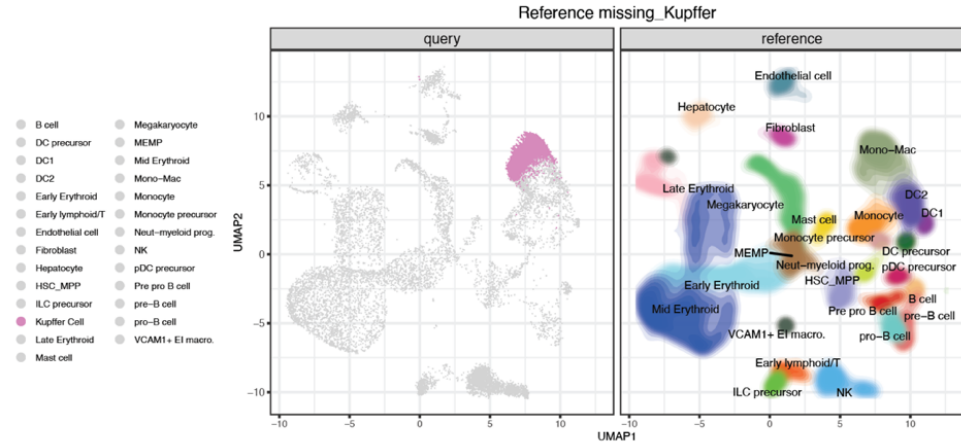 Reference missing_Kupffer
query
reference
B cell
DC precursor
DC1
DC2
Early Erythroid
Early lymphoid/T
Endothelial cell
Fibroblast
Hepatocyte
HSC_MPP
ILC precursor
Kupffer Cell
Late Erythroid
Mast cell
Megakaryocyte
MEMP
Mid Erythroid
Mono-Mac
Monocyte
Monocyte precursor
Neut-myeloid prog.
NK
pDC precursor
Pre pro B cell
pre-B cell
pro-B cell
VCAM1+ EI macro.
UMAP2
10
5
0
-5
-10
-10 -5 0 5 10
-10 -5 0 5 10
UMAP1
Endothelial cell
Hepatocyte
Fibroblast
Mono-Mac
Late Erythroid
DC2
Megakaryocyte
DC1
Mast cell
Monocyte
Monocyte precursor
MEMP
DC precursor
Neut-myeloid prog.
pDC precursor
Early Erythroid
HSC_MPP
B cell
Mid Erythroid
Pre pro B cell
pre-B cell
VCAM1+ EI macro.
pro-B cell
Early lymphoid/T
ILC precursor
NK